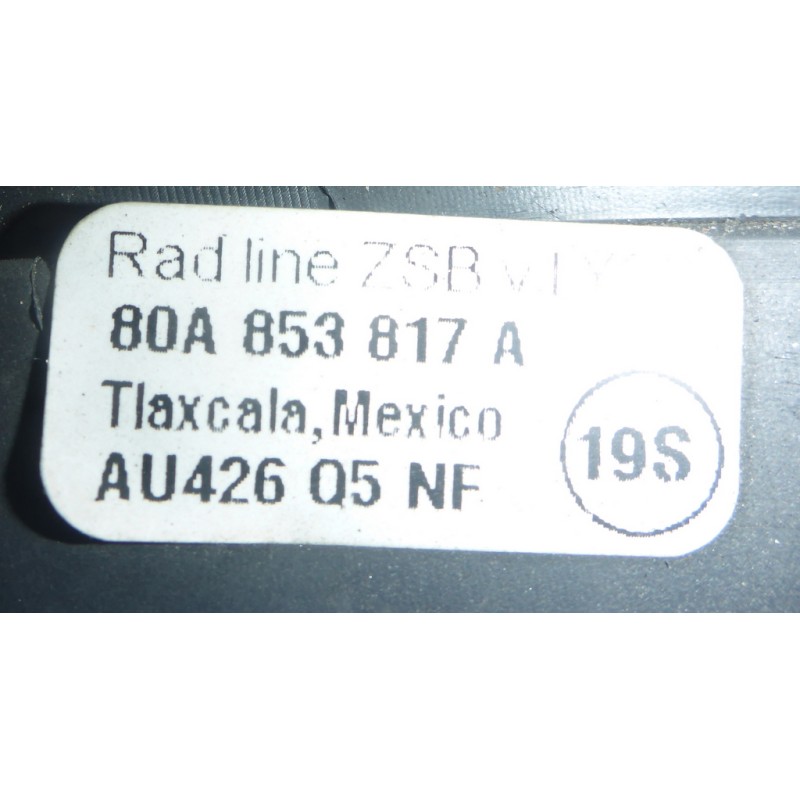 Rad line ZSB
80A 853 817 A
Tlaxcala, Mexico
AU426 Q5 NF
19S